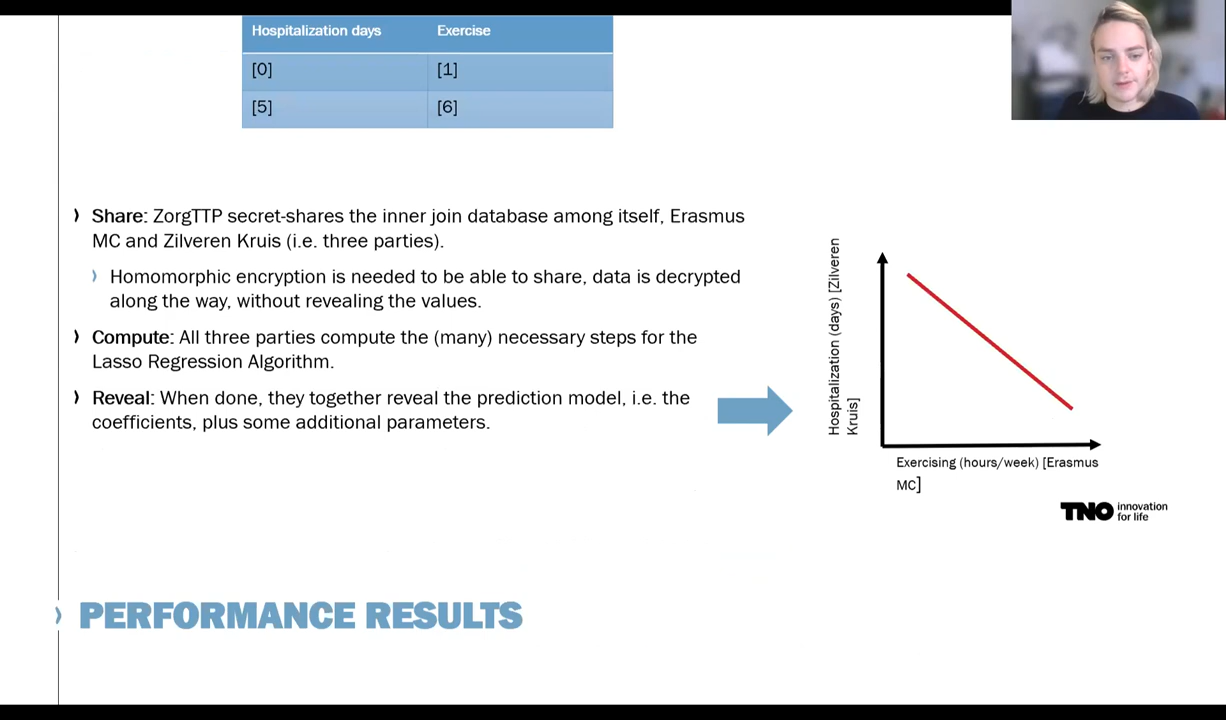 Hospitalization days Exercise
[0] [1]
[5] [6]
Share: ZorgTTP secret-shares the inner join database among itself, Erasmus
MC and Zilveren Kruis (i.e. three parties).
Homomorphic encryption is needed to be able to share, data is decrypted
along the way, without revealing the values.
Compute: All three parties compute the (many) necessary steps for the
Lasso Regression Algorithm.
Reveal: When done, they together reveal the prediction model, i.e. the
coefficients, plus some additional parameters.
Hospitalization (days) [Zilveren
Kruis]
Exercising (hours/week) [Erasmus
MC]
TNO innovation
for life
PERFORMANCE RESULTS